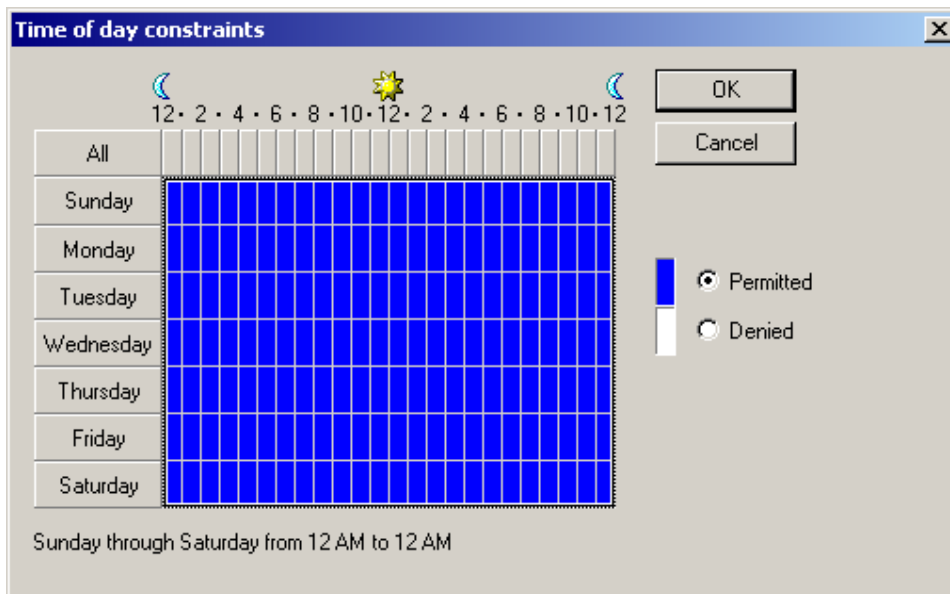 Time of day constraints
12 • 2 • 4 • 6 • 8 • 10 • 12 • 2 • 4 • 6 • 8 • 10 • 12
OK
Cancel
All
Sunday
Monday
Tuesday
Wednesday
Thursday
Friday
Saturday
Permitted
Denied
Sunday through Saturday from 12 AM to 12 AM